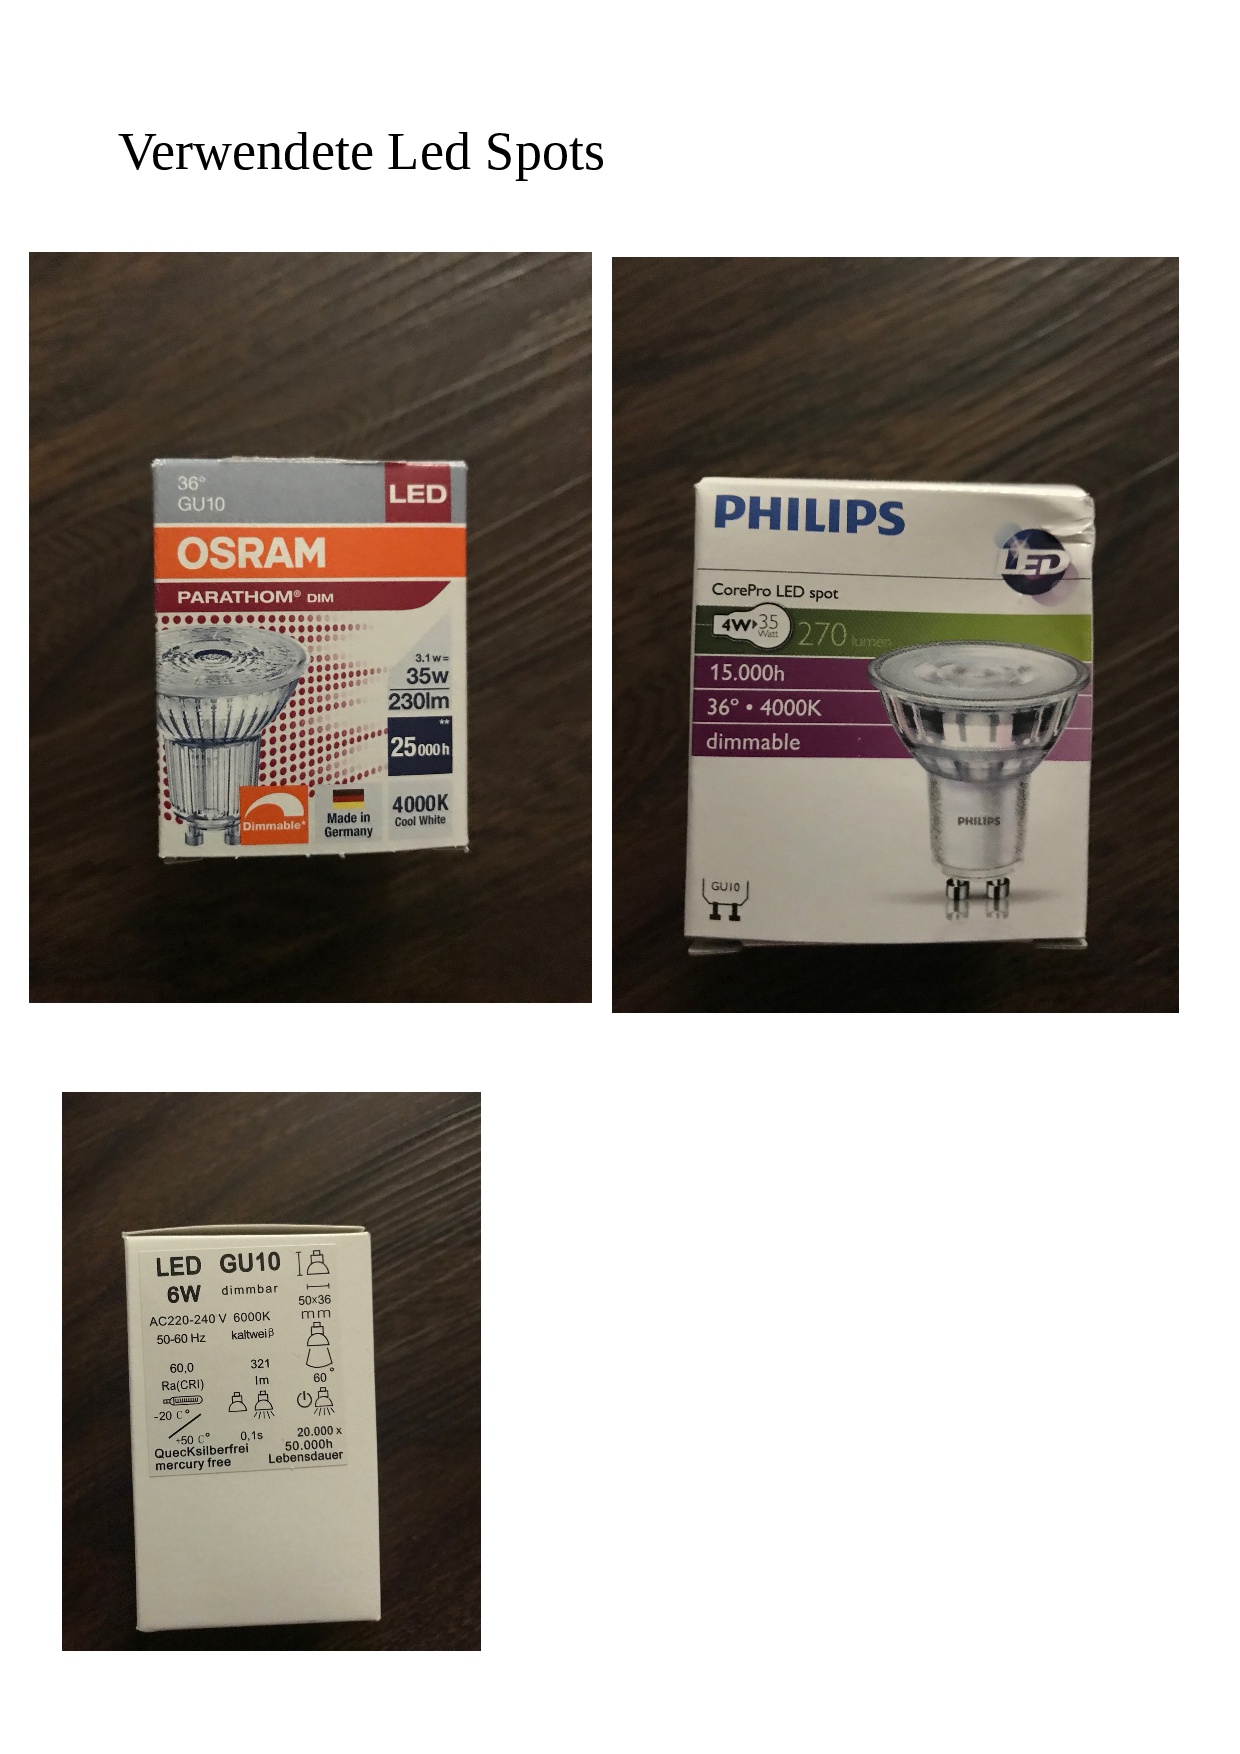 Verwendete Led Spots
36°
GU10
LED
OSRAM
PARATHOM® DIM
3.1 w=
35w
230lm
**
25 000 h
Dimmable*
Made in
Germany
4000K
Cool White
PHILIPS
LED
CorePro LED spot
4W 35
Watt
270 lumen
15.000h
36° • 4000K
dimmable
PHILIPS
GU10
LED GU10
6W dimmbar
50x36
mm
AC220-240 V 6000K
50-60 Hz kaltweiβ
60,0 321
Ra(CRI) lm
60°
-20 C°
+50 C° 0,1s 20.000 x
QuecKsilberfrei 50.000h
mercury free Lebensdauer